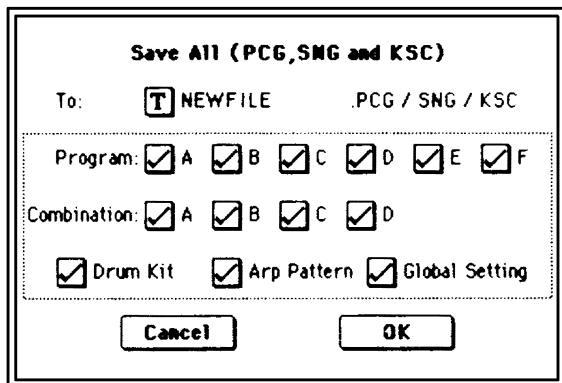 Save All (PCG,SNG and KSC)
To: T NEWFILE .PCG / SNG / KSC
Program: A B C D E F
Combination: A B C D
Drum Kit Arp Pattern Global Setting
Cancel OK